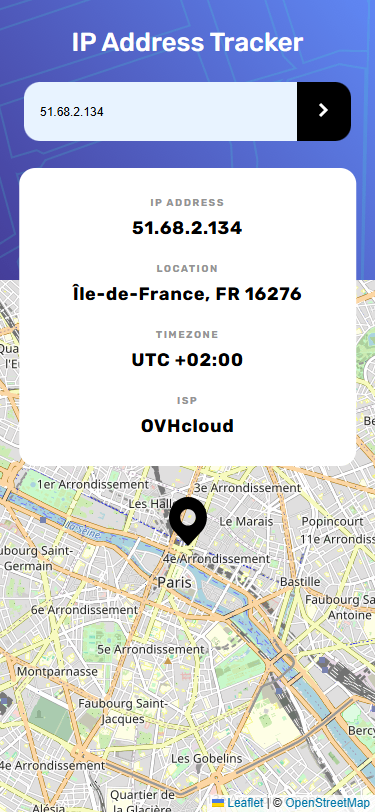 IP Address Tracker
51.68.2.134
IP ADDRESS
51.68.2.134
LOCATION
Île-de-France, FR 16276
TIMEZONE
UTC +02:00
ISP
OVHcloud
1er Arrondissement
3e Arrondissement
Les Halles
Le Marais
Popincourt
11e Arrondissem
la Seine
aubourg Saint-
Germain
4e Arrondissement
Paris
Bastille
Faubourg Sa
Antoine
6e Arrondissement
5e Arrondissement
Montparnasse
Faubourg Saint-
Jacques
Bercy
4e Arrondissement
Les Gobelins
Quartier de
la Glacière
Alésia
Leaflet | © OpenStreetMap